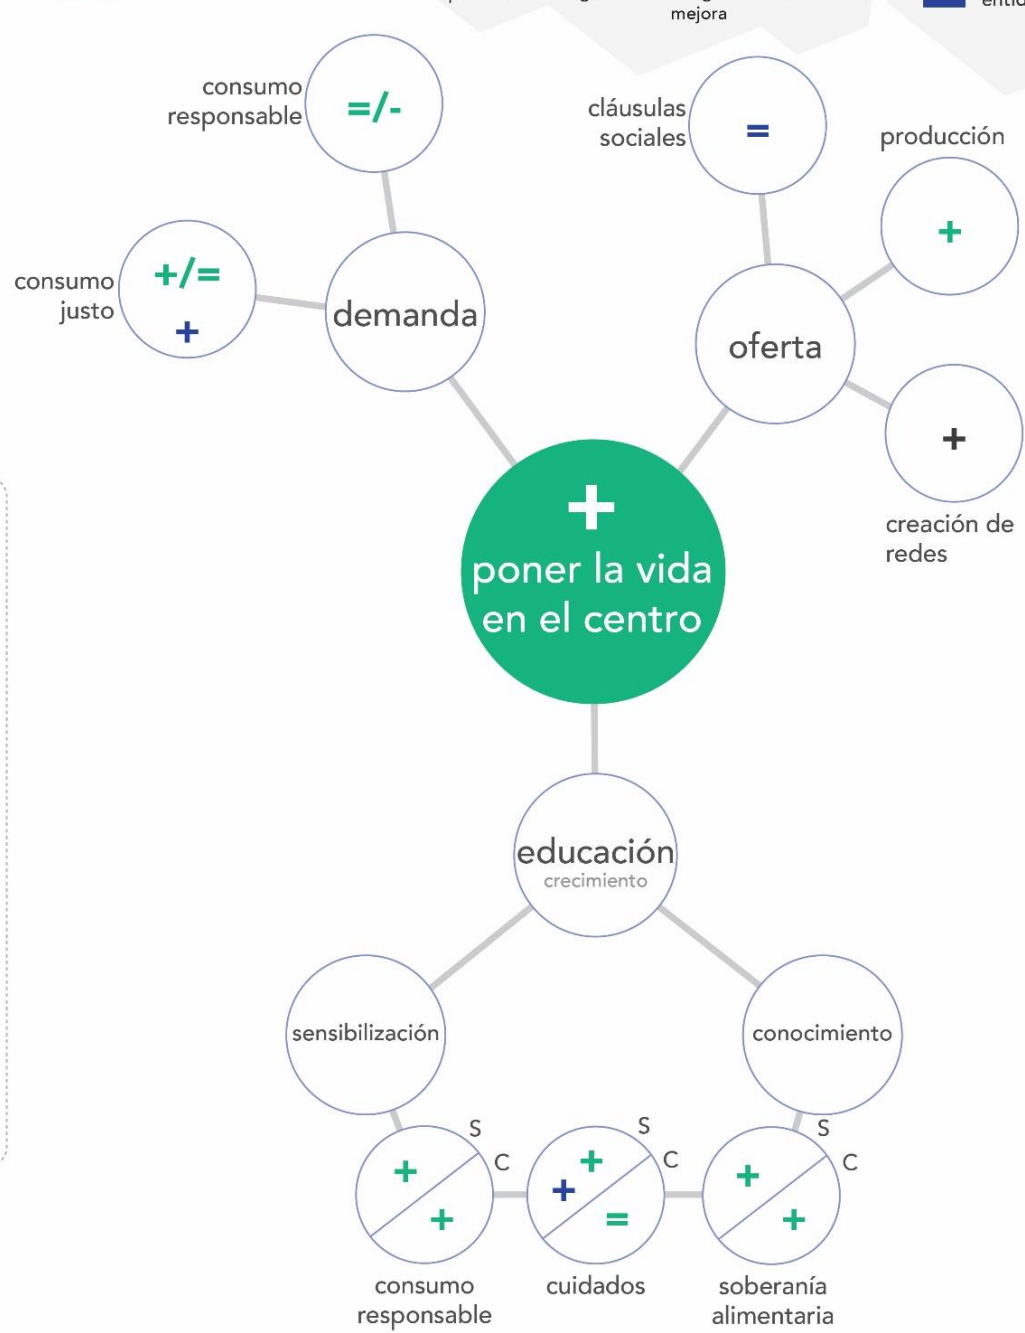 mejora
consumo
responsable
=/-
cláusulas
sociales
=
producción
+
consumo
justo
+/=
+
demanda
oferta
+
creación de
redes
+
poner la vida
en el centro
educación
crecimiento
sensibilización
conocimiento
S
C
+
+
S
C
+
+
=
S
C
+
+
consumo
responsable
cuidados
soberanía
alimentaria